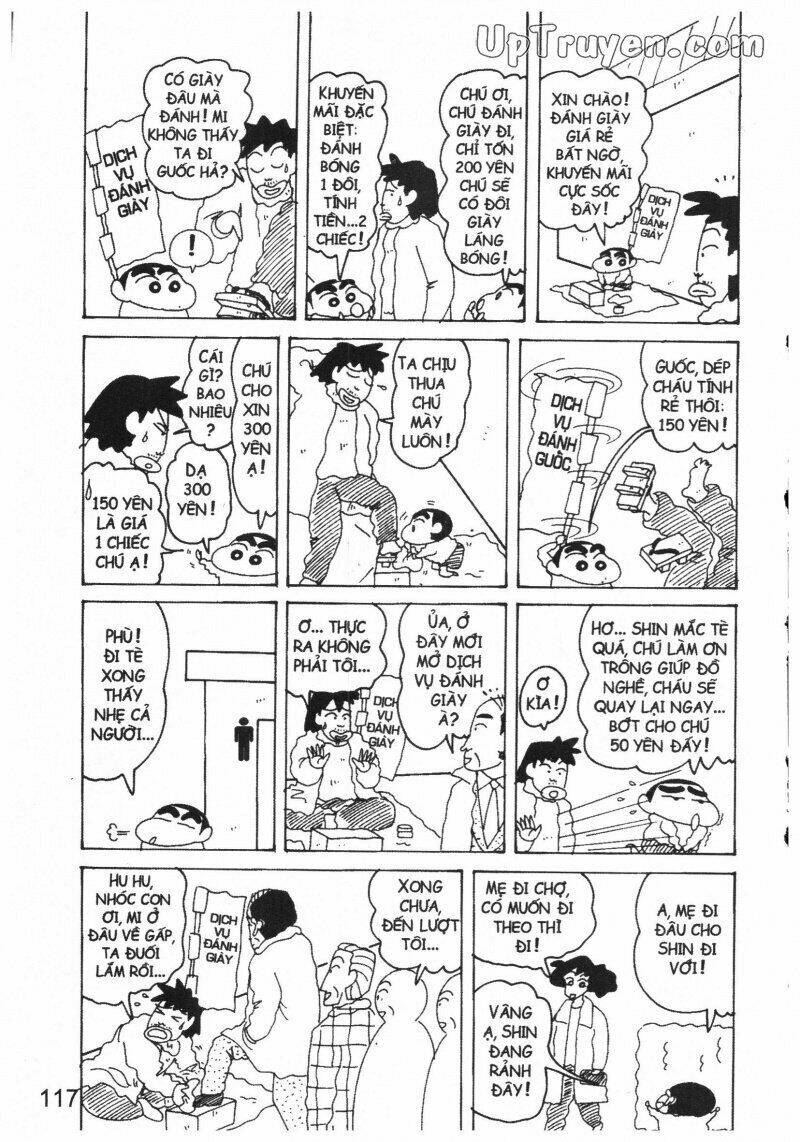 UpTruyen.com
XIN CHÀO!
ĐÁNH GIÀY
GIÁ RẺ
BẤT NGỜ,
KHUYẾN MÃI
CỰC SỐC
ĐÂY!
DỊCH
VỤ
ĐÁNH
GIÀY
CHÚ ƠI,
CHÚ ĐÁNH
GIÀY ĐI,
CHỈ TỐN
200 YÊN
CHÚ SẼ
CÓ ĐÔI
GIÀY
LÁNG
BÓNG!
KHUYẾN
MÃI ĐẶC
BIỆT:
ĐÁNH
BÓNG
1 ĐÔI,
TÍNH
TIỀN...2
CHIẾC!
CÓ GIÀY
ĐÂU MÀ
ĐÁNH! MI
KHÔNG THẤY
TA ĐI
GUỐC HẢ?
DỊCH
VỤ
ĐÁNH
GIÀY
!
GUỐC, DÉP
CHÁU TÍNH
RẺ THÔI:
150 YÊN!
DỊCH
VỤ
ĐÁNH
GUỐC
TA CHỊU
THUA
CHÚ
MÀY
LUÔN!
CHÚ
CHO
XIN
300
YÊN
Ạ!
CÁI
GÌ?
BAO
NHIÊU
?
DẠ
300
YÊN!
150 YÊN
LÀ GIÁ
1 CHIẾC
CHÚ Ạ!
HƠ... SHIN MẮC TÈ
QUÁ, CHÚ LÀM ƠN
TRÔNG GIÚP ĐỒ
NGHỀ, CHÁU SẼ
QUAY LẠI NGAY...
BỚT CHO CHÚ
50 YÊN ĐẤY!
Ơ
KÌA!
ỦA, Ở
ĐÂY MỚI
MỞ DỊCH
VỤ ĐÁNH
GIÀY
À?
Ơ... THỰC
RA KHÔNG
PHẢI TÔI...
DỊCH
VỤ
ĐÁNH
GIÀY
PHÙ!
ĐI TÈ
XONG
THẤY
NHẸ CẢ
NGƯỜI...
A, MẸ ĐI
ĐÂU CHO
SHIN ĐI
VỚI!
MẸ ĐI CHỢ,
CÓ MUỐN ĐI
THEO THÌ
ĐI!
VÂNG
Ạ, SHIN
ĐANG
RẢNH
ĐÂY!
XONG
CHƯA,
ĐẾN LƯỢT
TÔI...
HU HU,
NHÓC CON
ƠI, MI Ở
ĐÂU VỀ GẤP,
TA ĐUỐI
LẮM RỒI...
DỊCH
VỤ
ĐÁNH
GIÀY
117